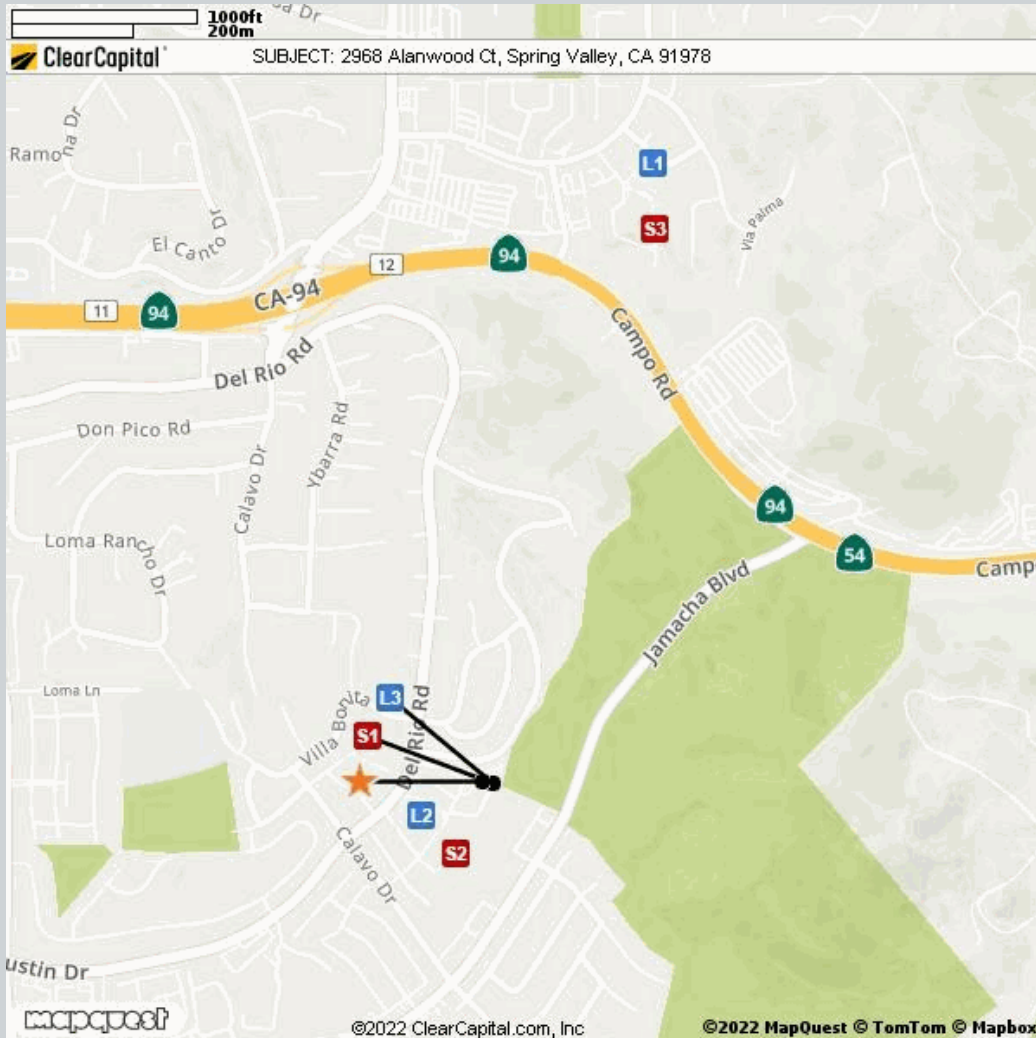 1000ft
200m
ClearCapital
SUBJECT: 2968 Alanwood Ct, Spring Valley, CA 91978
Ramona Dr
L1
S3
Via Palma
El Canto Dr
94
12
CA-94
11
94
Campo Rd
Del Rio Rd
Don Pico Rd
Ybarra Rd
Calavo Dr
94
Loma Rancho Dr
54
Campo
Jamacha Blvd
Loma Ln
L3
Villa Bonita
S1
Del Rio Rd
L2
Calavo Dr
S2
ustin Dr
mapquest
©2022 ClearCapital.com, Inc
©2022 MapQuest © TomTom © Mapbox